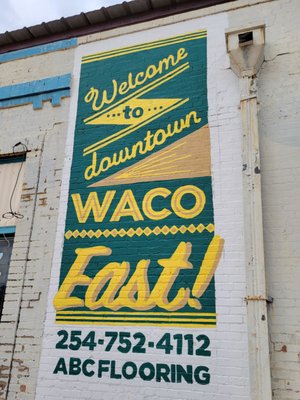 Welcome
to
downtown
WACO
East!
254-752-4112
ABC FLOORING